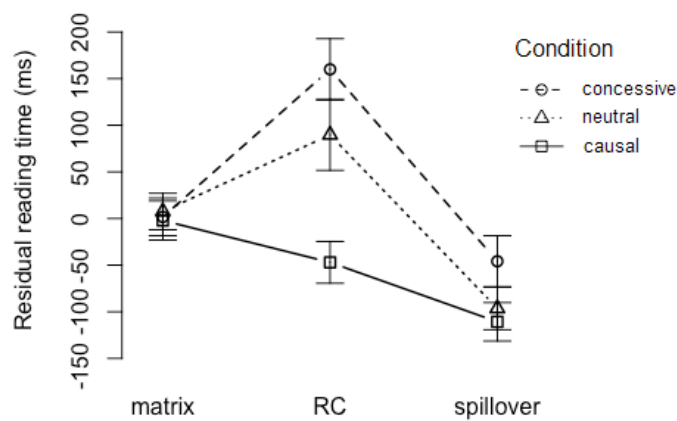 Residual reading time (ms)
200
150
100
50
0
-50
-100
-150
matrix
RC
spillover
Condition
concessive
neutral
causal